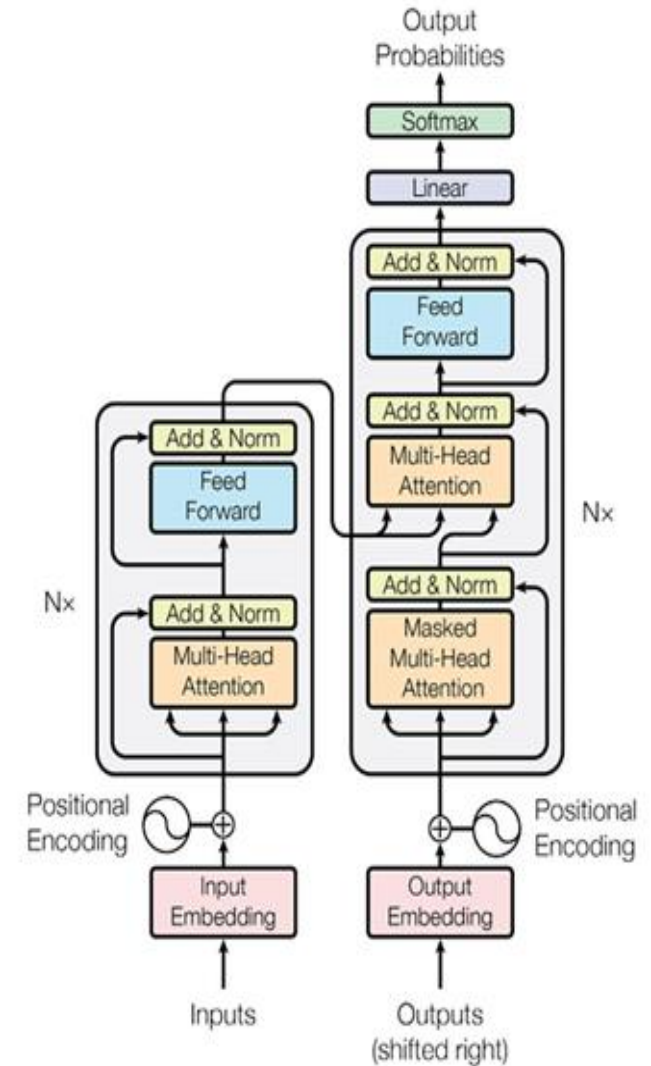 Output
Probabilities
Softmax
Linear
Add & Norm
Feed
Forward
Add & Norm
Multi-Head
Attention
Add & Norm
Masked
Multi-Head
Attention
Nx
Add & Norm
Feed
Forward
Add & Norm
Multi-Head
Attention
Nx
Positional
Encoding
Positional
Encoding
Input
Embedding
Output
Embedding
Inputs
Outputs
(shifted right)